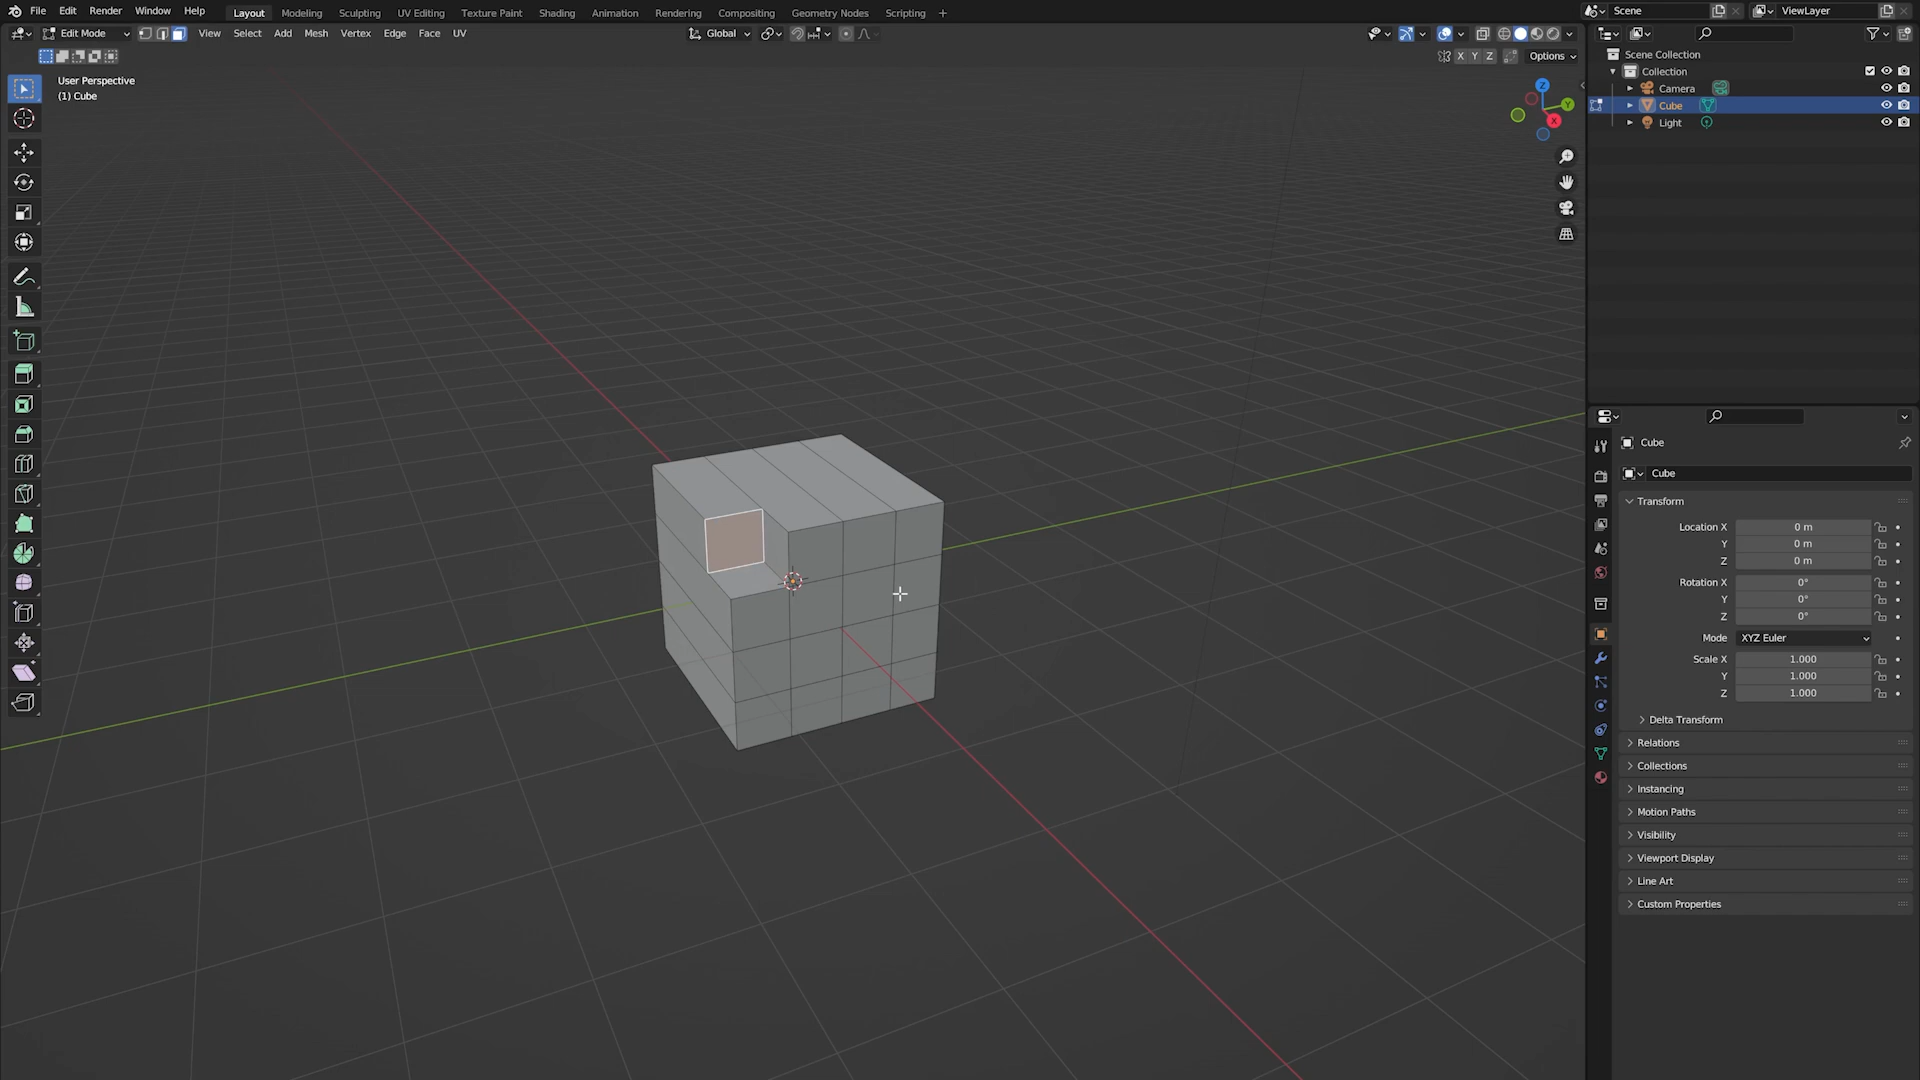 File Edit Render Window Help Layout Modeling Sculpting UV Editing Texture Paint Shading Animation Rendering Compositing Geometry Nodes Scripting + Scene ViewLayer
Edit Mode View Select Add Mesh Vertex Edge Face UV Global
X Y Z Options
User Perspective
(1) Cube
Z
Y
X
Scene Collection
Collection
Camera
Cube
Light
Cube
Cube
Transform
Location X 0 m
Y 0 m
Z 0 m
Rotation X 0°
Y 0°
Z 0°
Mode XYZ Euler
Scale X 1.000
Y 1.000
Z 1.000
Delta Transform
Relations
Collections
Instancing
Motion Paths
Visibility
Viewport Display
Line Art
Custom Properties